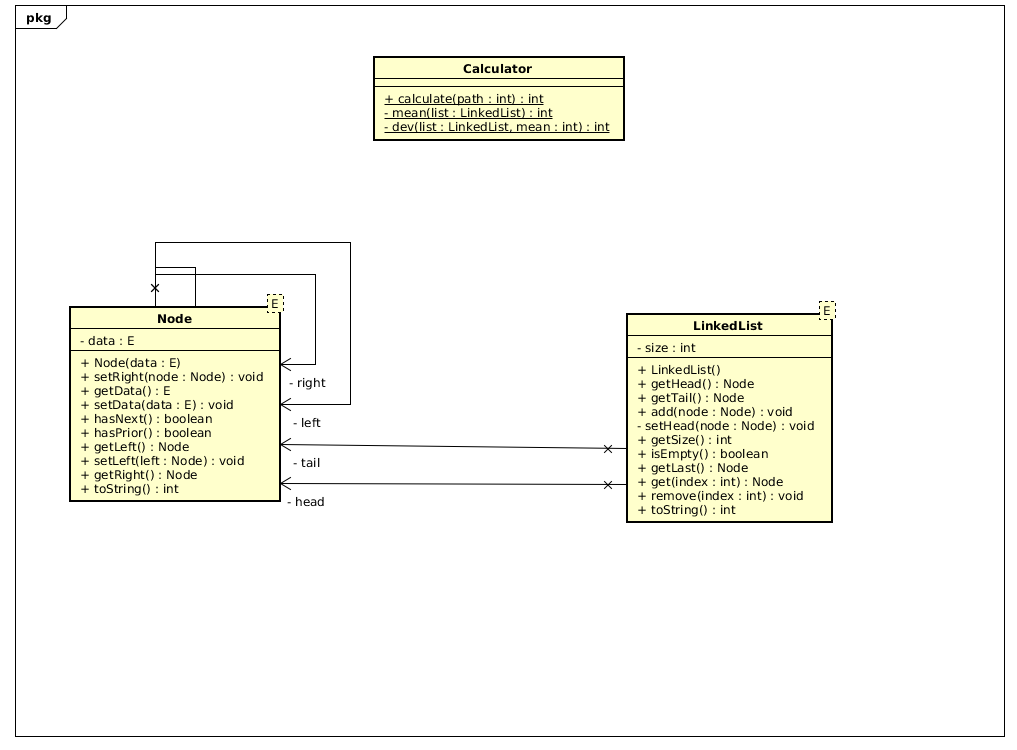 pkg
Calculator
+ calculate(path : int) : int
- mean(list : LinkedList) : int
- dev(list : LinkedList, mean : int) : int
E
Node
- data : E
+ Node(data : E)
+ setRight(node : Node) : void
+ getData() : E
+ setData(data : E) : void
+ hasNext() : boolean
+ hasPrior() : boolean
+ getLeft() : Node
+ setLeft(left : Node) : void
+ getRight() : Node
+ toString() : int
- right
- left
- tail
- head
E
LinkedList
- size : int
+ LinkedList()
+ getHead() : Node
+ getTail() : Node
+ add(node : Node) : void
- setHead(node : Node) : void
+ getSize() : int
+ isEmpty() : boolean
+ getLast() : Node
+ get(index : int) : Node
+ remove(index : int) : void
+ toString() : int